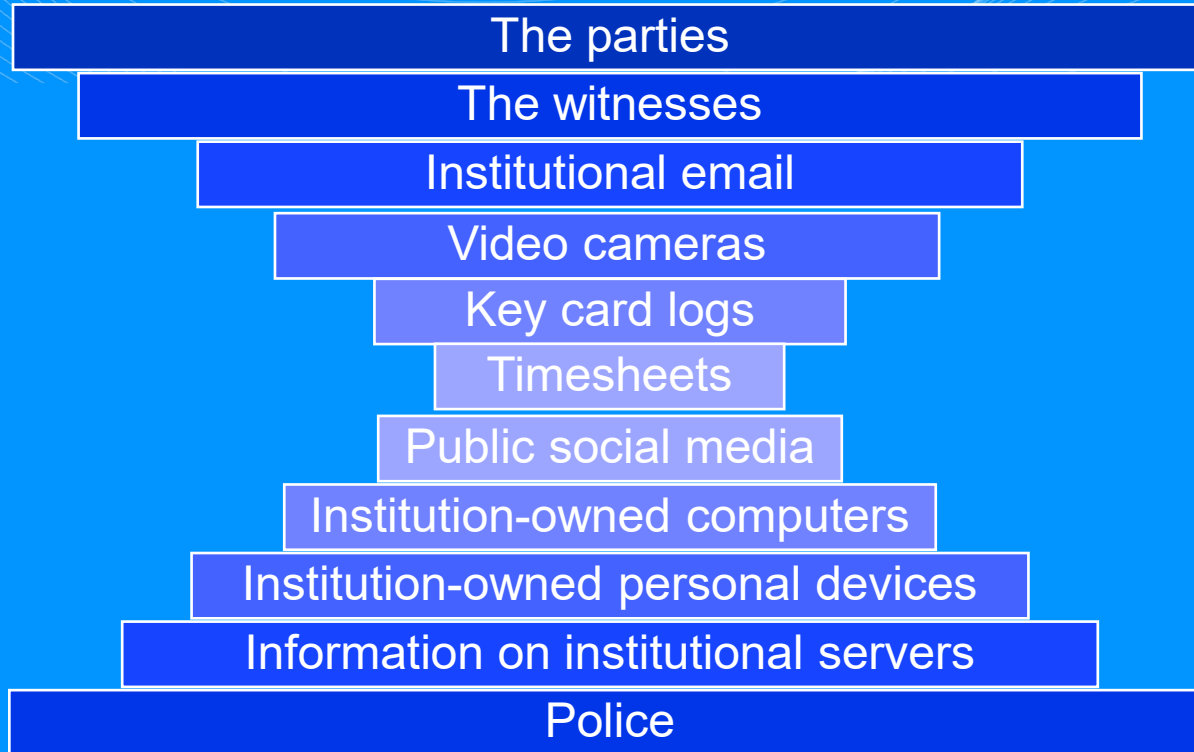 The parties
The witnesses
Institutional email
Video cameras
Key card logs
Timesheets
Public social media
Institution-owned computers
Institution-owned personal devices
Information on institutional servers
Police